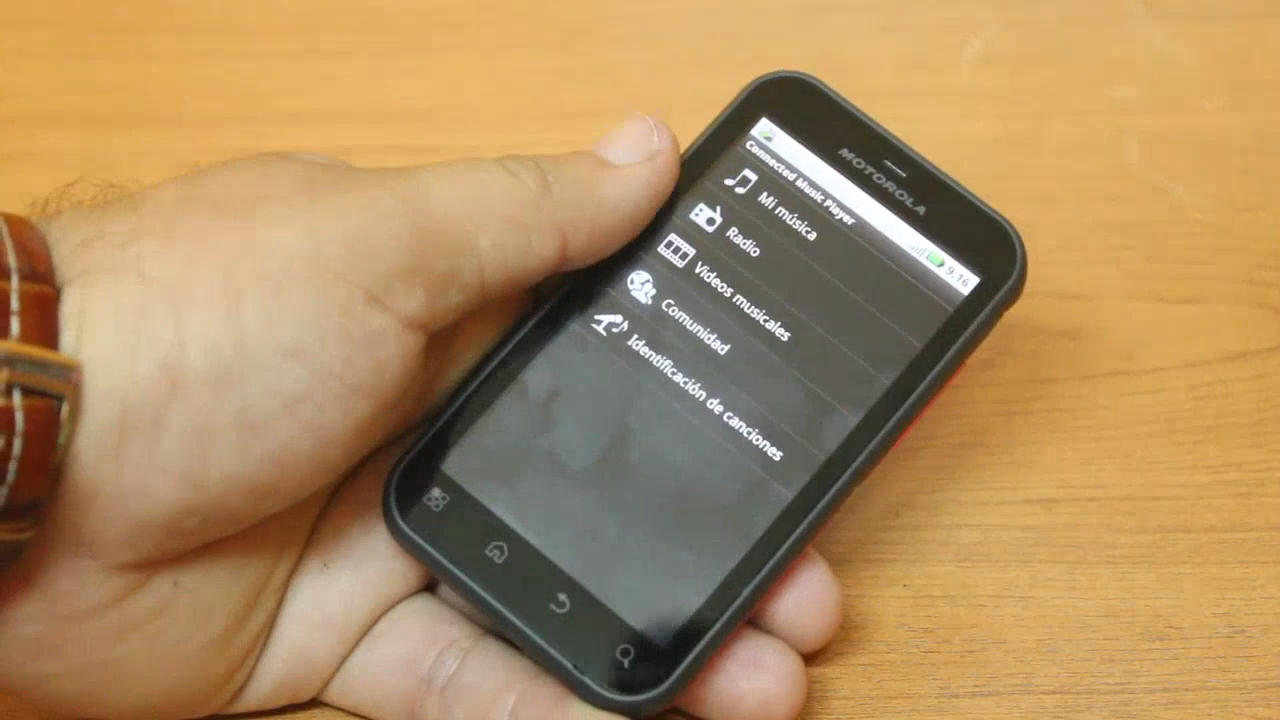 MOTOROLA
9:16
Connected Music Player
Mi música
Radio
Videos musicales
Comunidad
Identificación de canciones